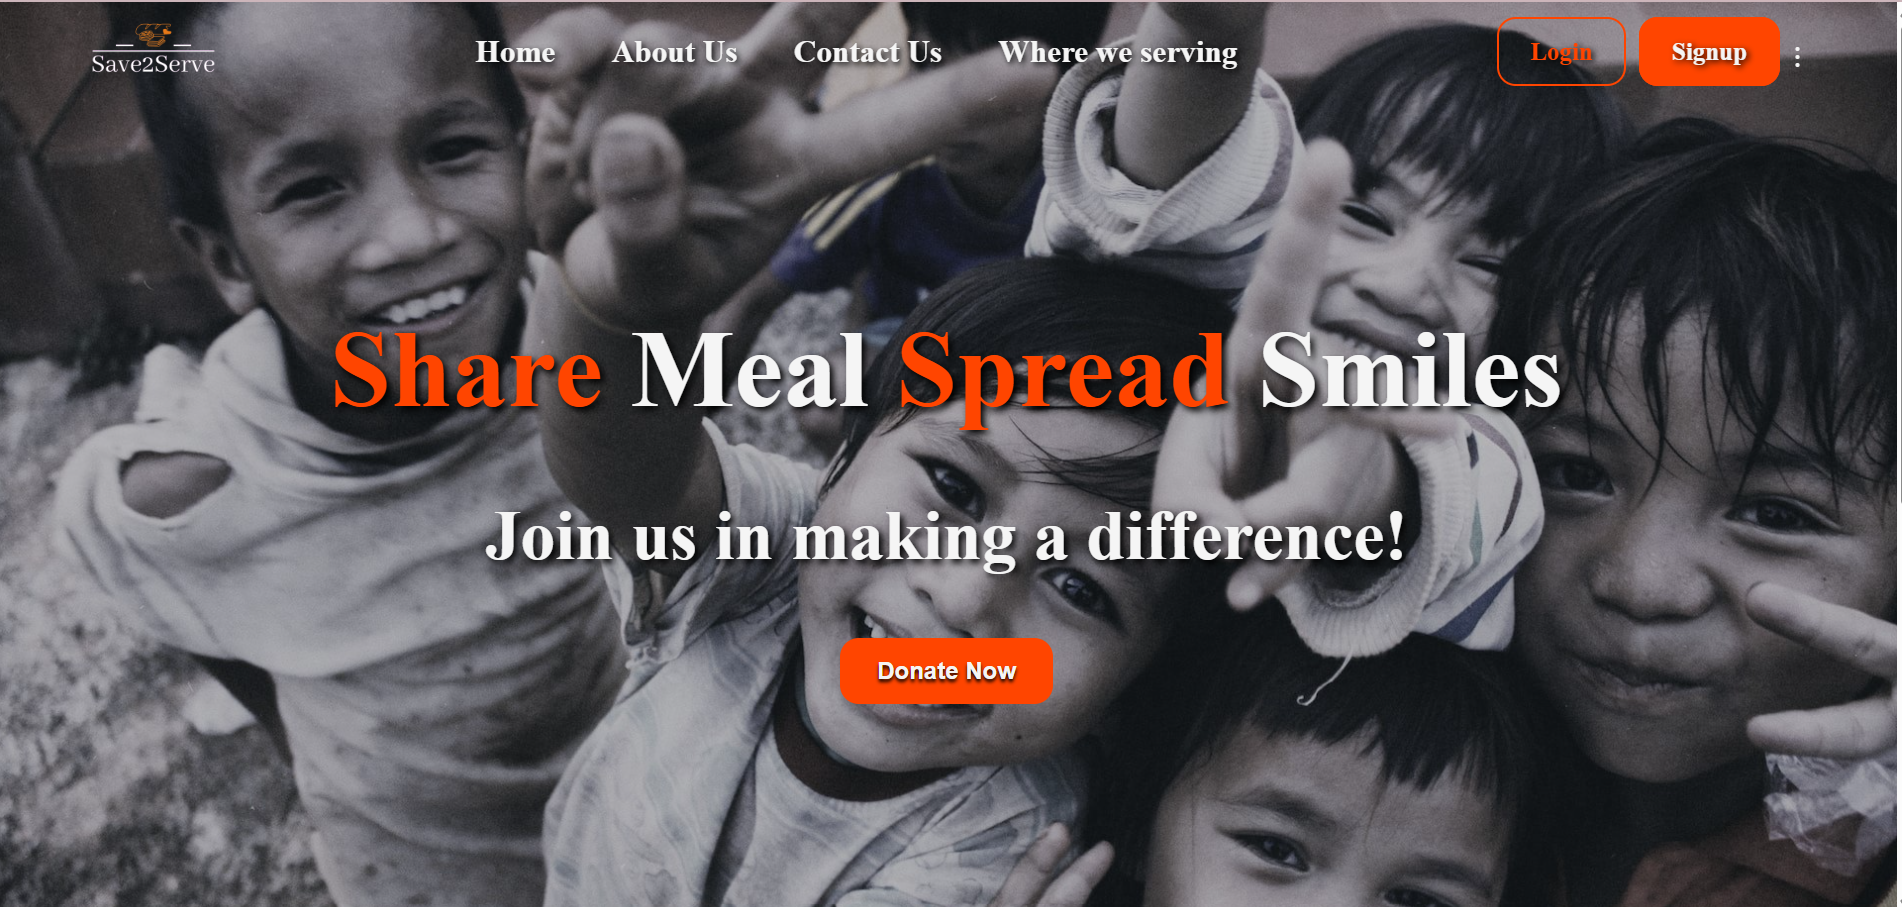 Save2Serve
Home About Us Contact Us Where we serving
Login Signup
Share Meal Spread Smiles
Join us in making a difference!
Donate Now